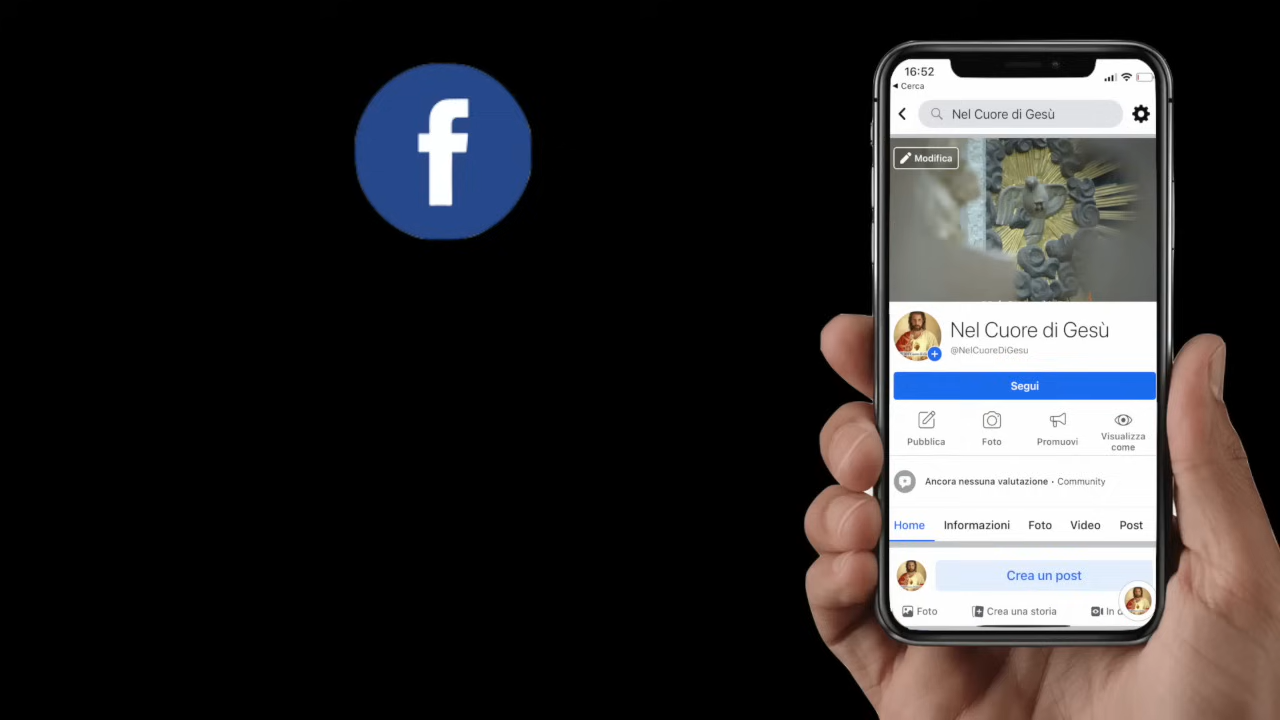 f
16:52
Cerca
Nel Cuore di Gesù
Modifica
Nel Cuore di Gesù
@NelCuoreDiGesu
Segui
Pubblica
Foto
Promuovi
Visualizza
come
Ancora nessuna valutazione • Community
Home Informazioni Foto Video Post
Crea un post
Foto
Crea una storia
In d